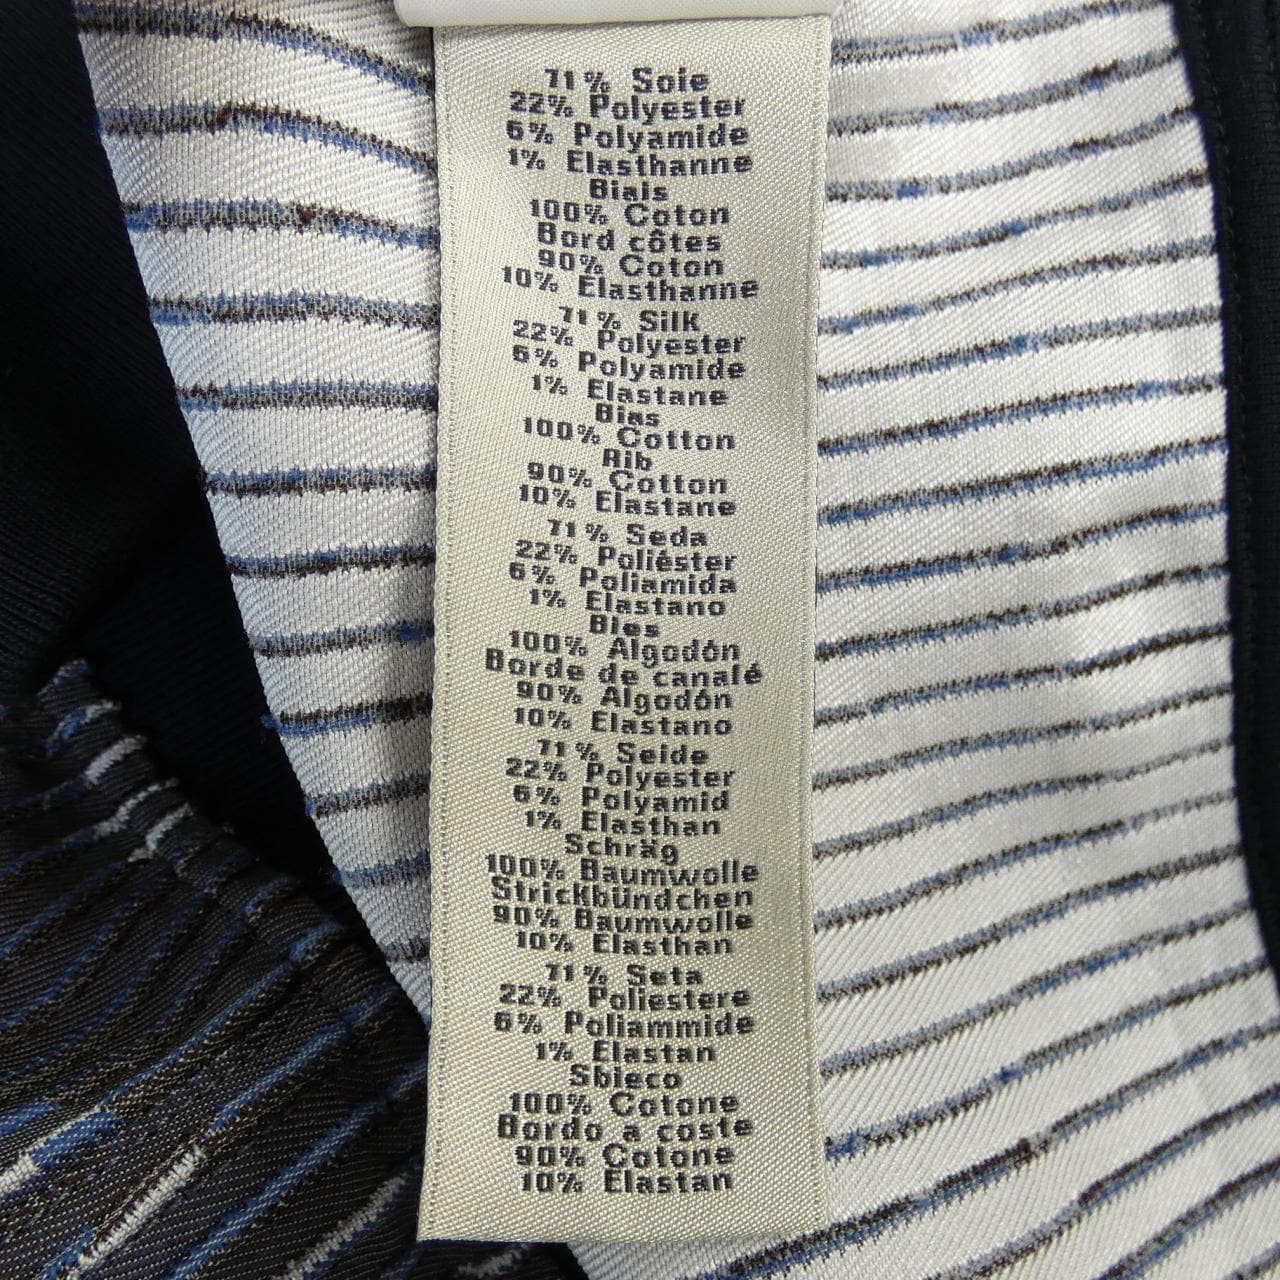 71% Soie
22% Polyester
6% Polyamide
1% Elasthanne
Biais
100% Coton
Bord côtes
90% Coton
10% Elasthanne
71% Silk
22% Polyester
6% Polyamide
1% Elastane
Bias
100% Cotton
Rib
90% Cotton
10% Elastane
71% Seda
22% Poliéster
6% Poliamida
1% Elastano
Bies
100% Algodón
Borde de canalé
90% Algodón
10% Elastano
71% Seide
22% Polyester
6% Polyamid
1% Elasthan
Schräg
100% Baumwolle
Strickbündchen
90% Baumwolle
10% Elasthan
71% Seta
22% Poliestere
6% Poliammide
1% Elastan
Sbieco
100% Cotone
Bordo a coste
90% Cotone
10% Elastan